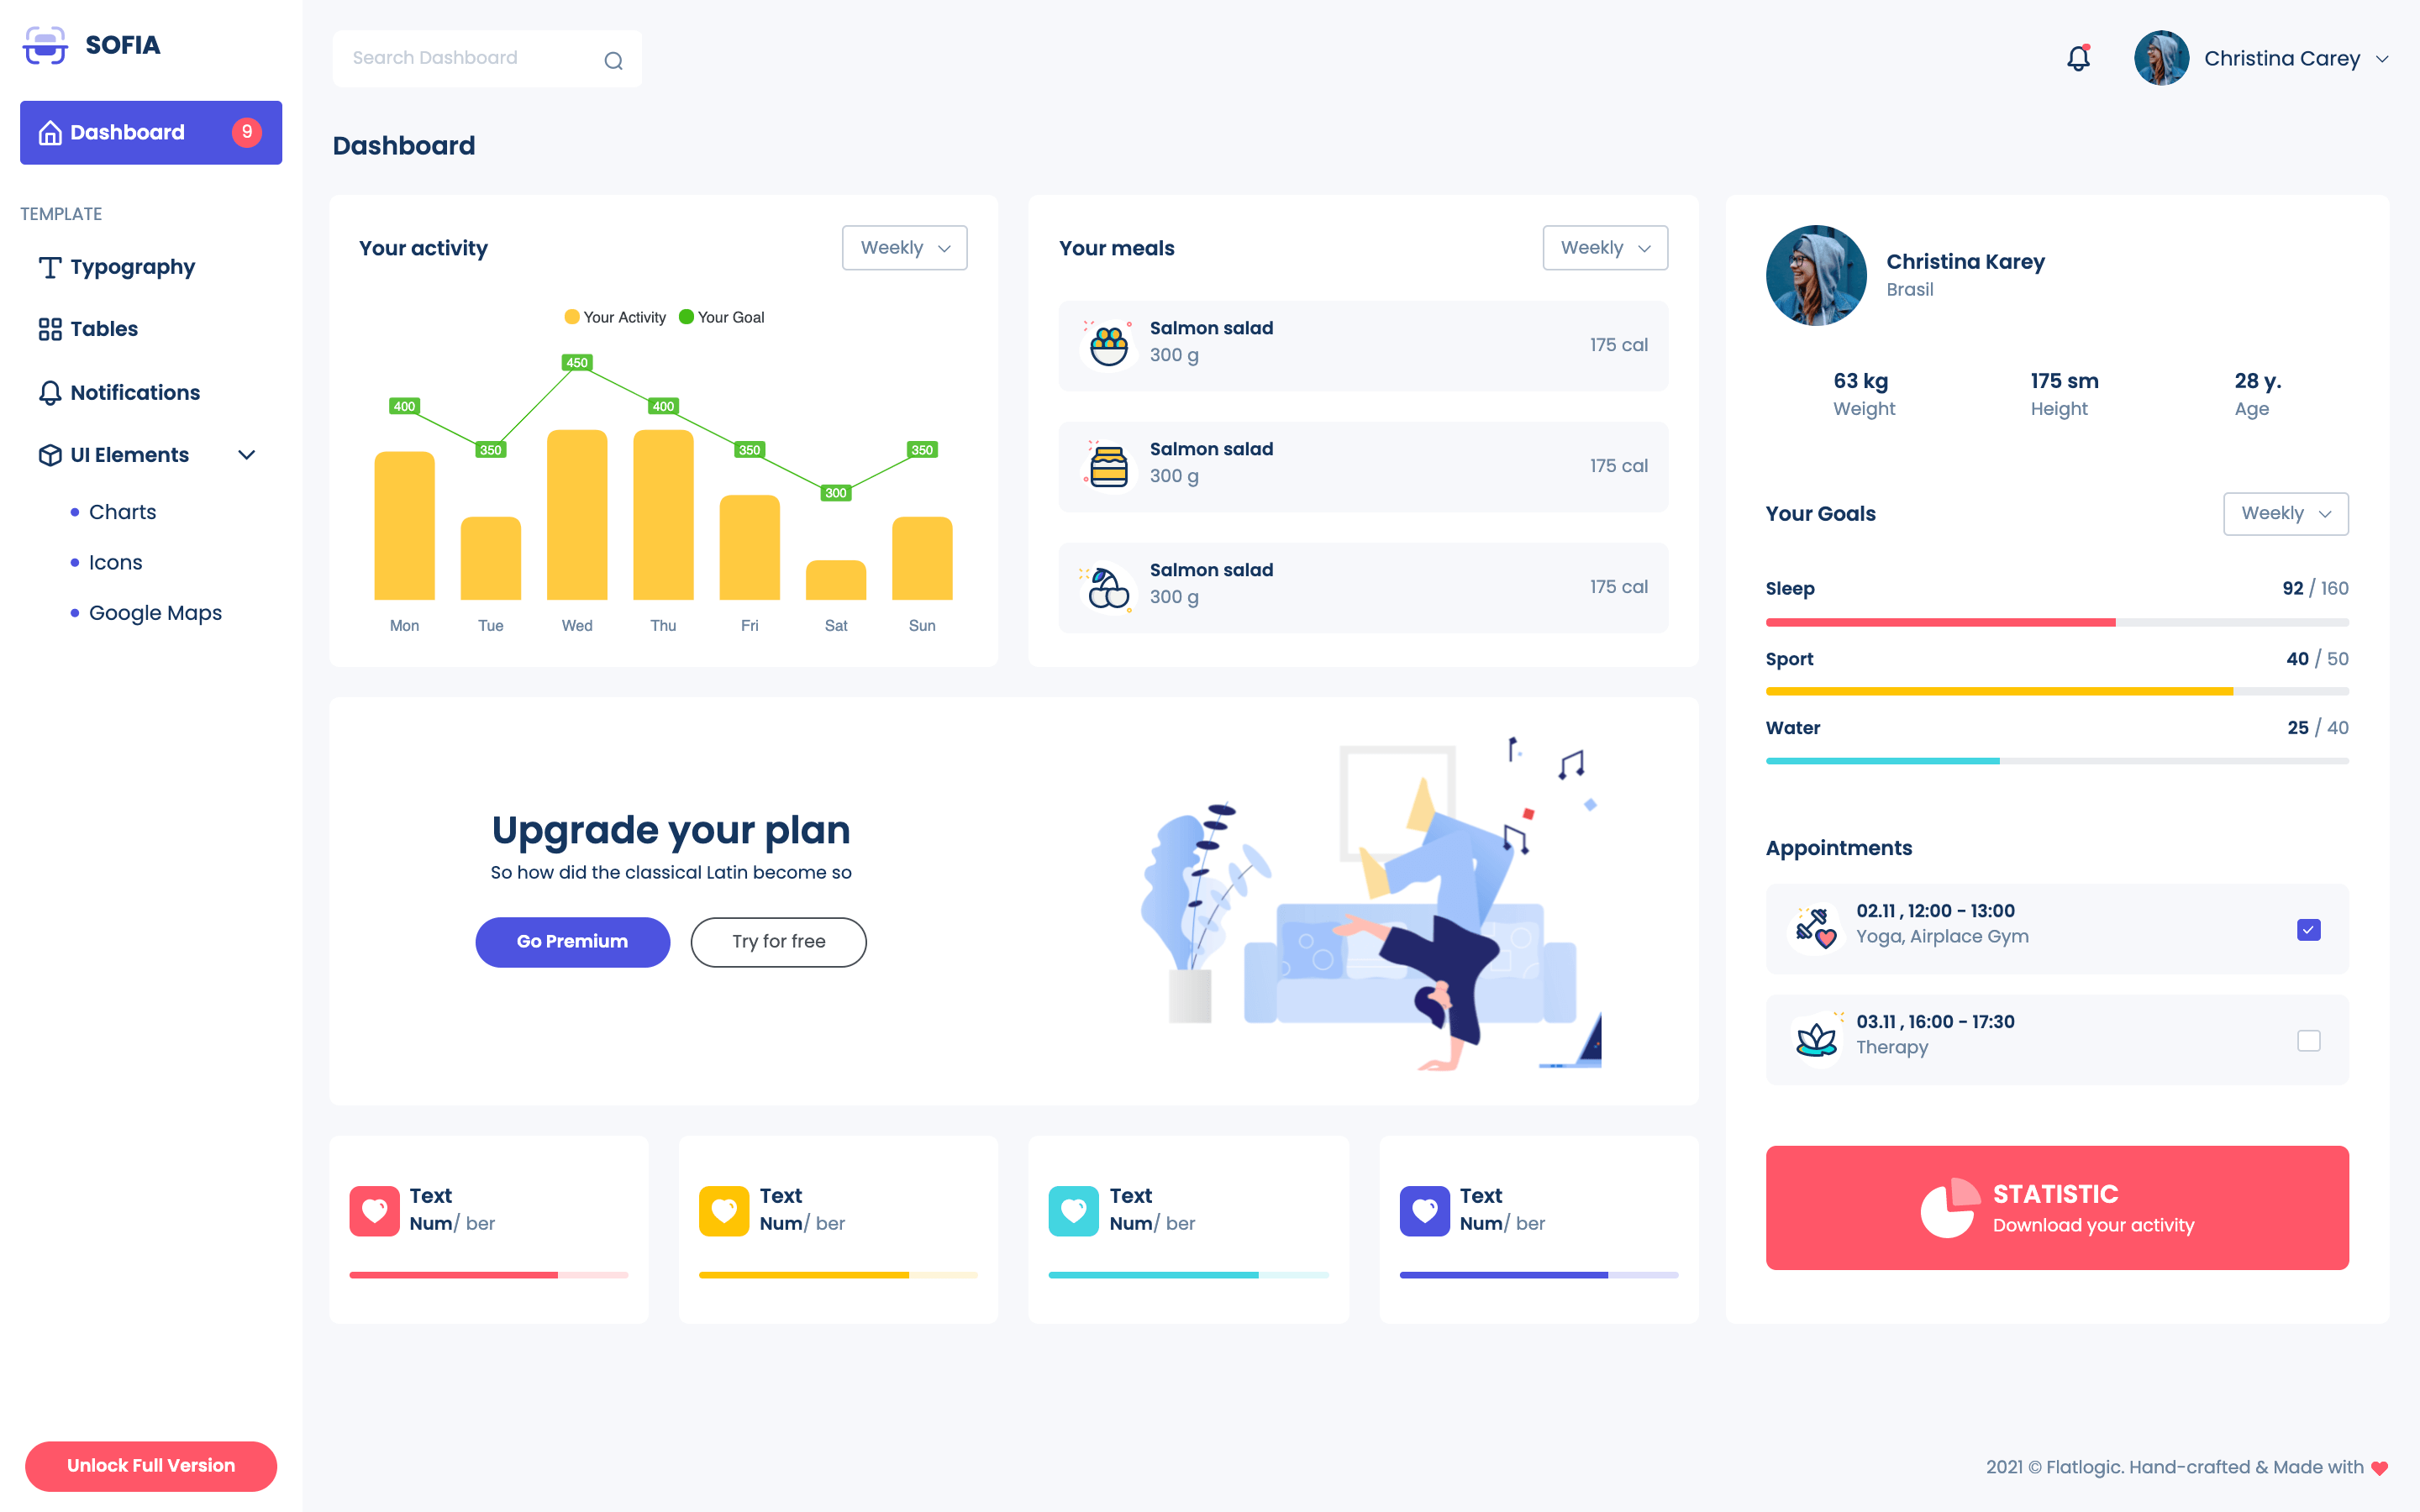 SOFIA
Dashboard 9
TEMPLATE
Typography
Tables
Notifications
UI Elements
Charts
Icons
Google Maps
Unlock Full Version
Search Dashboard
Christina Carey
Dashboard
Your activity
Weekly
Your Activity Your Goal
450
400 400
350 350 350
300
Mon Tue Wed Thu Fri Sat Sun
Your meals
Weekly
Salmon salad
300 g
175 cal
Salmon salad
300 g
175 cal
Salmon salad
300 g
175 cal
Upgrade your plan
So how did the classical Latin become so
Go Premium Try for free
Text
Num/ ber
Text
Num/ ber
Text
Num/ ber
Text
Num/ ber
Christina Karey
Brasil
63 kg 175 sm 28 y.
Weight Height Age
Your Goals
Weekly
Sleep 92 / 160
Sport 40 / 50
Water 25 / 40
Appointments
02.11 , 12:00 - 13:00
Yoga, Airplace Gym
03.11 , 16:00 - 17:30
Therapy
STATISTIC
Download your activity
2021 © Flatlogic. Hand-crafted & Made with